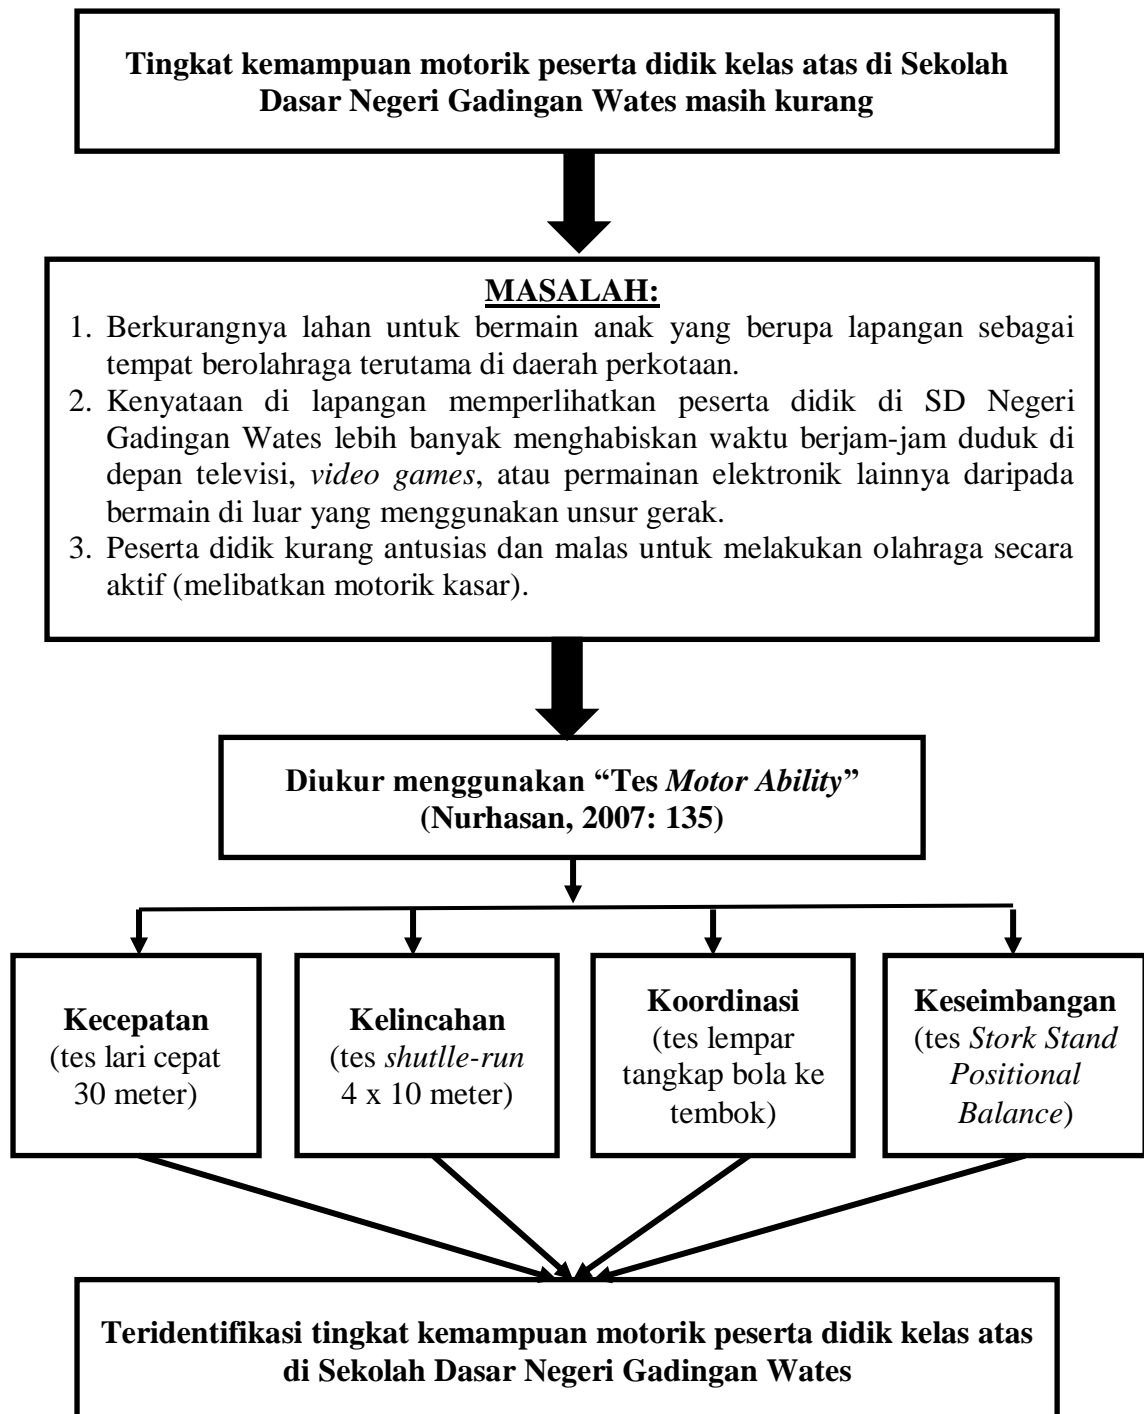 Tingkat kemampuan motorik peserta didik kelas atas di Sekolah
Dasar Negeri Gadingan Wates masih kurang
MASALAH:
1. Berkurangnya lahan untuk bermain anak yang berupa lapangan sebagai
tempat berolahraga terutama di daerah perkotaan.
2. Kenyataan di lapangan memperlihatkan peserta didik di SD Negeri
Gadingan Wates lebih banyak menghabiskan waktu berjam-jam duduk di
depan televisi, video games, atau permainan elektronik lainnya daripada
bermain di luar yang menggunakan unsur gerak.
3. Peserta didik kurang antusias dan malas untuk melakukan olahraga secara
aktif (melibatkan motorik kasar).
Diukur menggunakan “Tes Motor Ability”
(Nurhasan, 2007: 135)
Kecepatan
(tes lari cepat
30 meter)
Kelincahan
(tes shutlle-run
4 x 10 meter)
Koordinasi
(tes lempar
tangkap bola ke
tembok)
Keseimbangan
(tes Stork Stand
Positional
Balance)
Teridentifikasi tingkat kemampuan motorik peserta didik kelas atas
di Sekolah Dasar Negeri Gadingan Wates